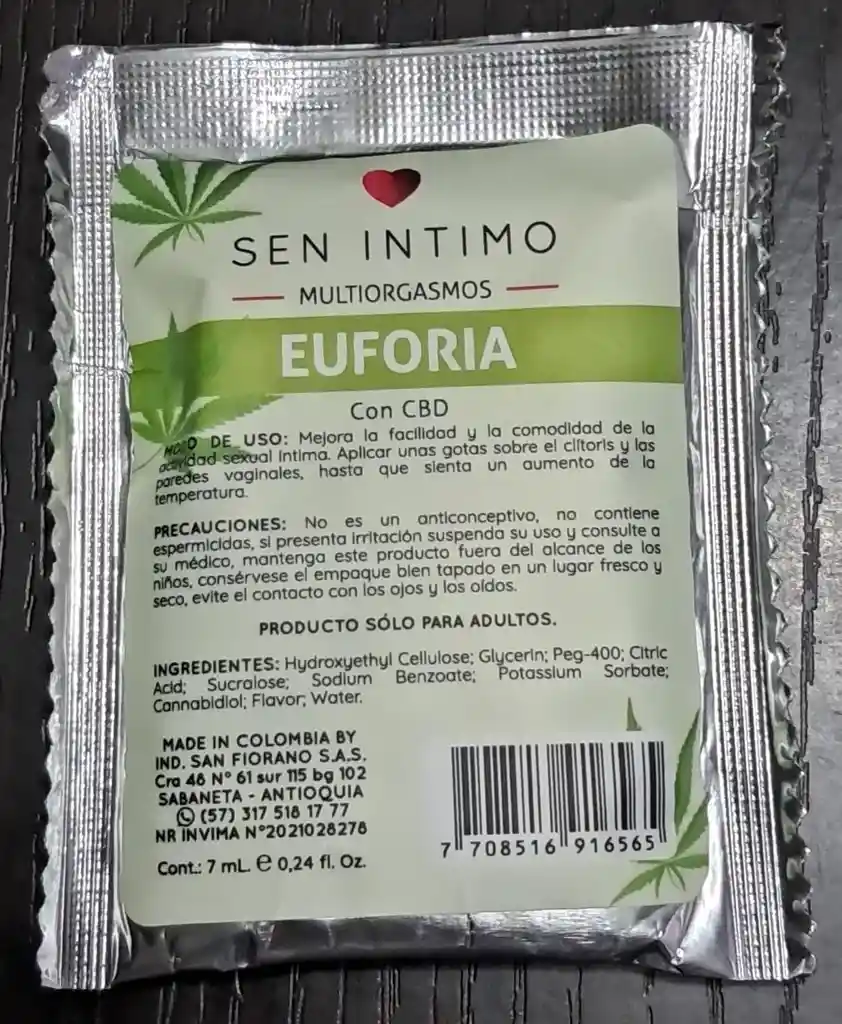 SEN INTIMO
MULTIORGASMOS
EUFORIA
Con CBD
MODO DE USO: Mejora la facilidad y la comodidad de la
actividad sexual íntima. Aplicar unas gotas sobre el clítoris y las
paredes vaginales, hasta que sienta un aumento de la
temperatura.
PRECAUCIONES: No es un anticonceptivo, no contiene
espermicidas, si presenta irritación suspenda su uso y consulte a
su médico, mantenga este producto fuera del alcance de los
niños, consérvese el empaque bien tapado en un lugar fresco y
seco, evite el contacto con los ojos y los oídos.
PRODUCTO SÓLO PARA ADULTOS.
INGREDIENTES: Hydroxyethyl Cellulose; Glycerin; Peg-400; Citric
Acid; Sucralose; Sodium Benzoate; Potassium Sorbate;
Cannabidiol; Flavor; Water.
MADE IN COLOMBIA BY
IND. SAN FIORANO S.A.S.
Cra 46 N° 61 sur 115 bg 102
SABANETA - ANTIOQUIA
(57) 317 518 17 77
NR INVIMA N°2021028278
Cont.: 7 mL. e 0,24 fl. Oz.
7 708516 916565